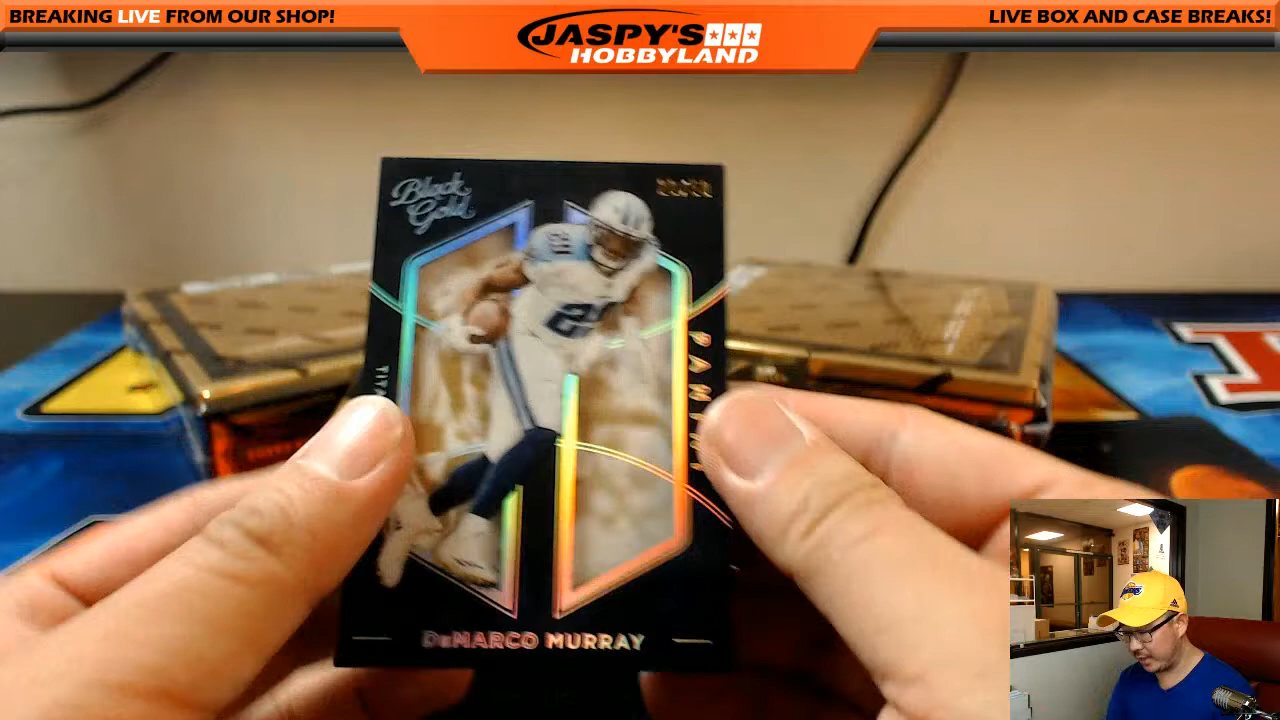 BREAKING LIVE FROM OUR SHOP!
JASPY'S
HOBBYLAND
LIVE BOX AND CASE BREAKS!
Black
Gold
DeMARCO MURRAY